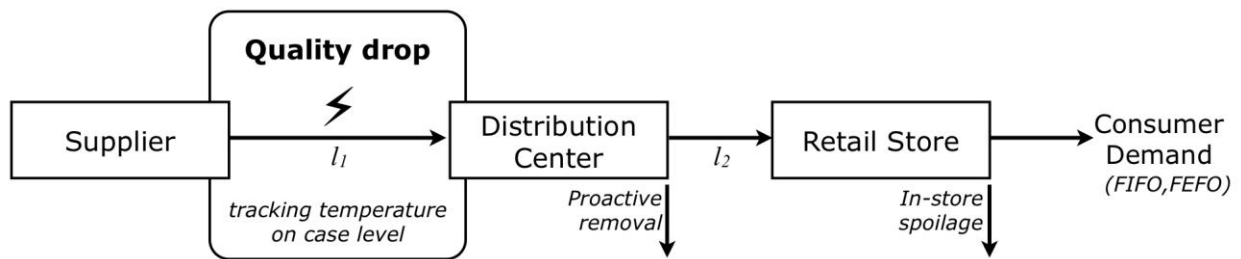 Quality drop
Supplier
l1
tracking temperature
on case level
Distribution
Center
Proactive
removal
l2
Retail Store
In-store
spoilage
Consumer
Demand
(FIFO,FEFO)